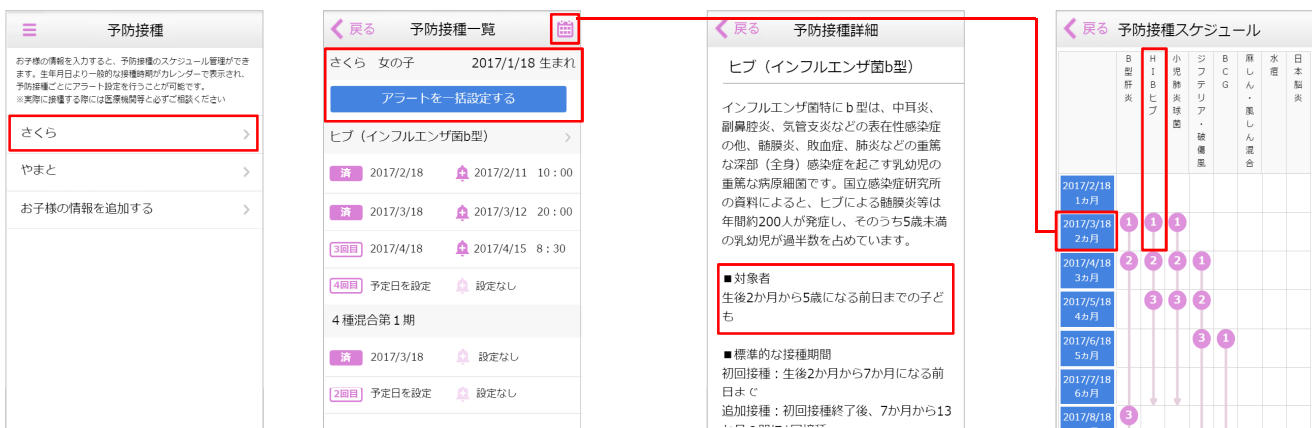 予防接種
お子様の情報を入力すると、予防接種のスケジュール管理ができ
ます。生年月日より一般的な接種時期がカレンダーで表示され、
予防接種ごとにアラート設定を行うことが可能です。
※実際に接種する際には医療機関等と必ずご相談ください
さくら
やまと
お子様の情報を追加する
戻る 予防接種一覧
さくら 女の子 2017/1/18 生まれ
アラートを一括設定する
ヒブ（インフルエンザ菌b型）
済 2017/2/18 2017/2/11 10：00
済 2017/3/18 2017/3/12 20：00
3回目 2017/4/18 2017/4/15 8：30
4回目 予定日を設定 設定なし
４種混合第１期
済 2017/3/18 設定なし
2回目 予定日を設定 設定なし
戻る 予防接種詳細
ヒブ（インフルエンザ菌b型）
インフルエンザ菌特にｂ型は、中耳炎、
副鼻腔炎、気管支炎などの表在性感染症
の他、髄膜炎、敗血症、肺炎などの重篤
な深部（全身）感染症を起こす乳幼児の
重篤な病原細菌です。国立感染症研究所
の資料によると、ヒブによる髄膜炎等は
年間約200人が発症し、そのうち5歳未満
の乳幼児が過半数を占めています。
■対象者
生後2か月から5歳になる前日までの子ど
も
■標準的な接種期間
初回接種：生後2か月から7か月になる前
日まで
追加接種：初回接種終了後、7か月から13
戻る 予防接種スケジュール
B型肝炎
HIBヒブ
小児肺炎球菌
ジフテリア・破傷風
BCG
麻しん・風しん混合
水痘
日本脳炎
2017/2/18
1ヵ月
2017/3/18 1 1 1
2ヵ月
2017/4/18 2 2 2 1
3ヵ月
2017/5/18 3 3 2
4ヵ月
2017/6/18 3 1
5ヵ月
2017/7/18
6ヵ月
2017/8/18 3